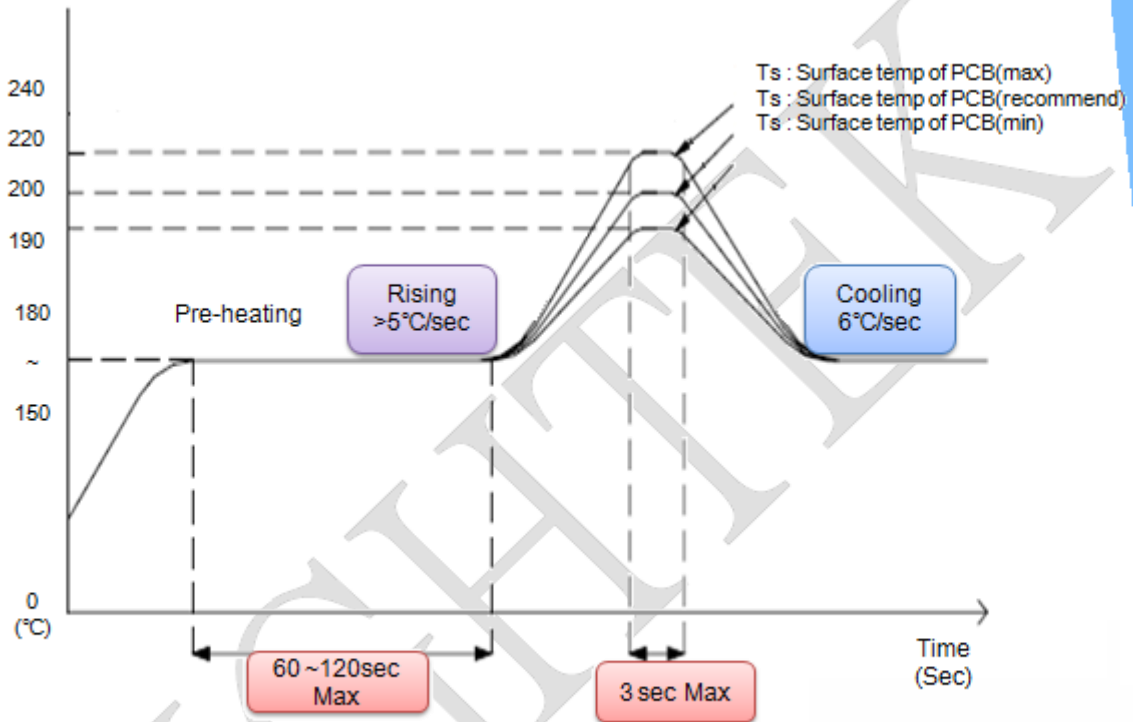 240
220
200
190
180
~
150
0
(℃)
Ts : Surface temp of PCB(max)
Ts : Surface temp of PCB(recommend)
Ts : Surface temp of PCB(min)
Pre-heating
Rising
>5℃/sec
Cooling
6℃/sec
60 ~120sec
Max
3 sec Max
Time
(Sec)